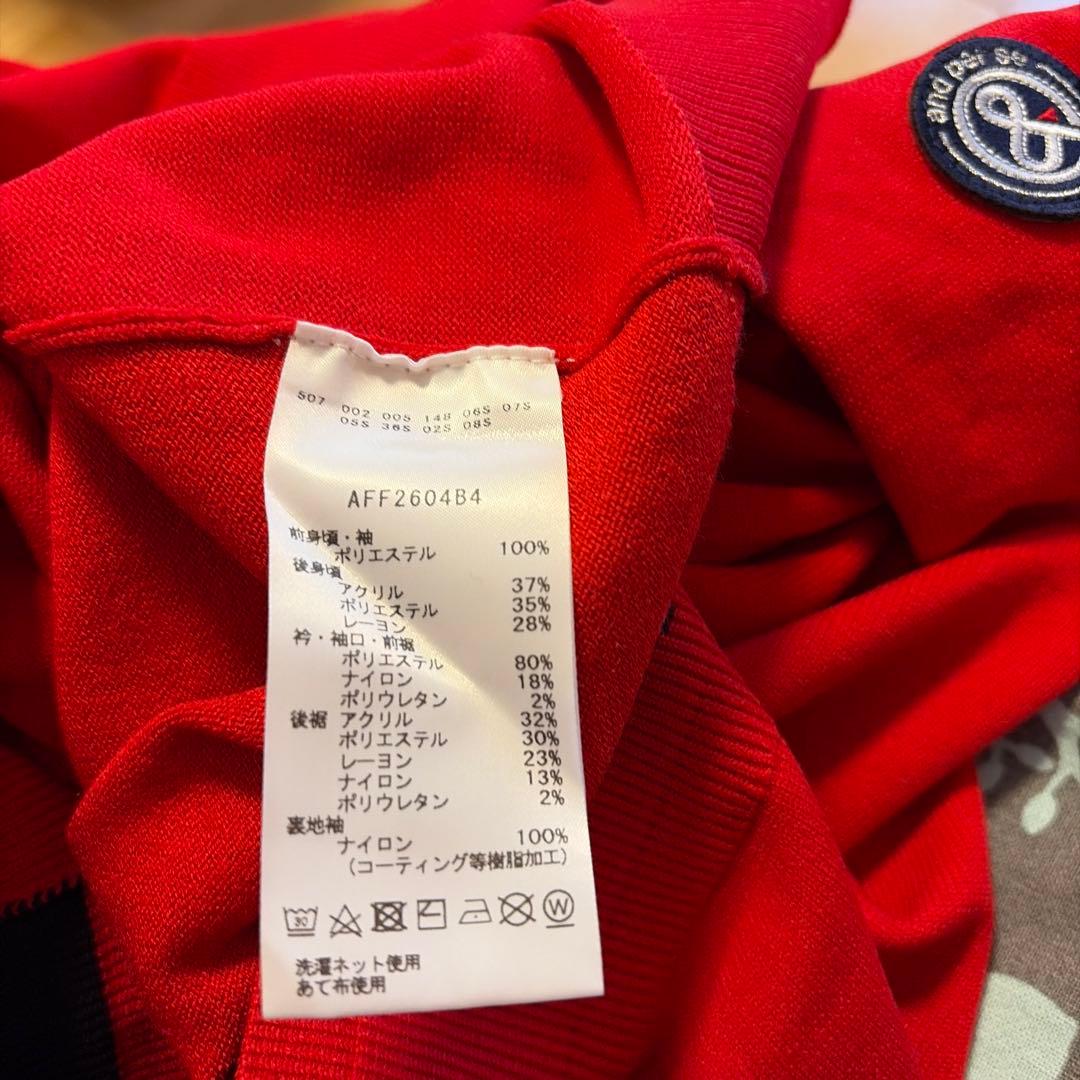 and per se
507 002 005 148 06S 07S
05S 36S 02S 08S
AFF2604B4
前身頃・袖
ポリエステル 100%
後身頃
アクリル 37%
ポリエステル 35%
レーヨン 28%
衿・袖口・前裾
ポリエステル 80%
ナイロン 18%
ポリウレタン 2%
後裾 アクリル 32%
ポリエステル 30%
レーヨン 23%
ナイロン 13%
ポリウレタン 2%
裏地袖
ナイロン 100%
(コーティング等樹脂加工)
30 W
洗濯ネット使用
あて布使用